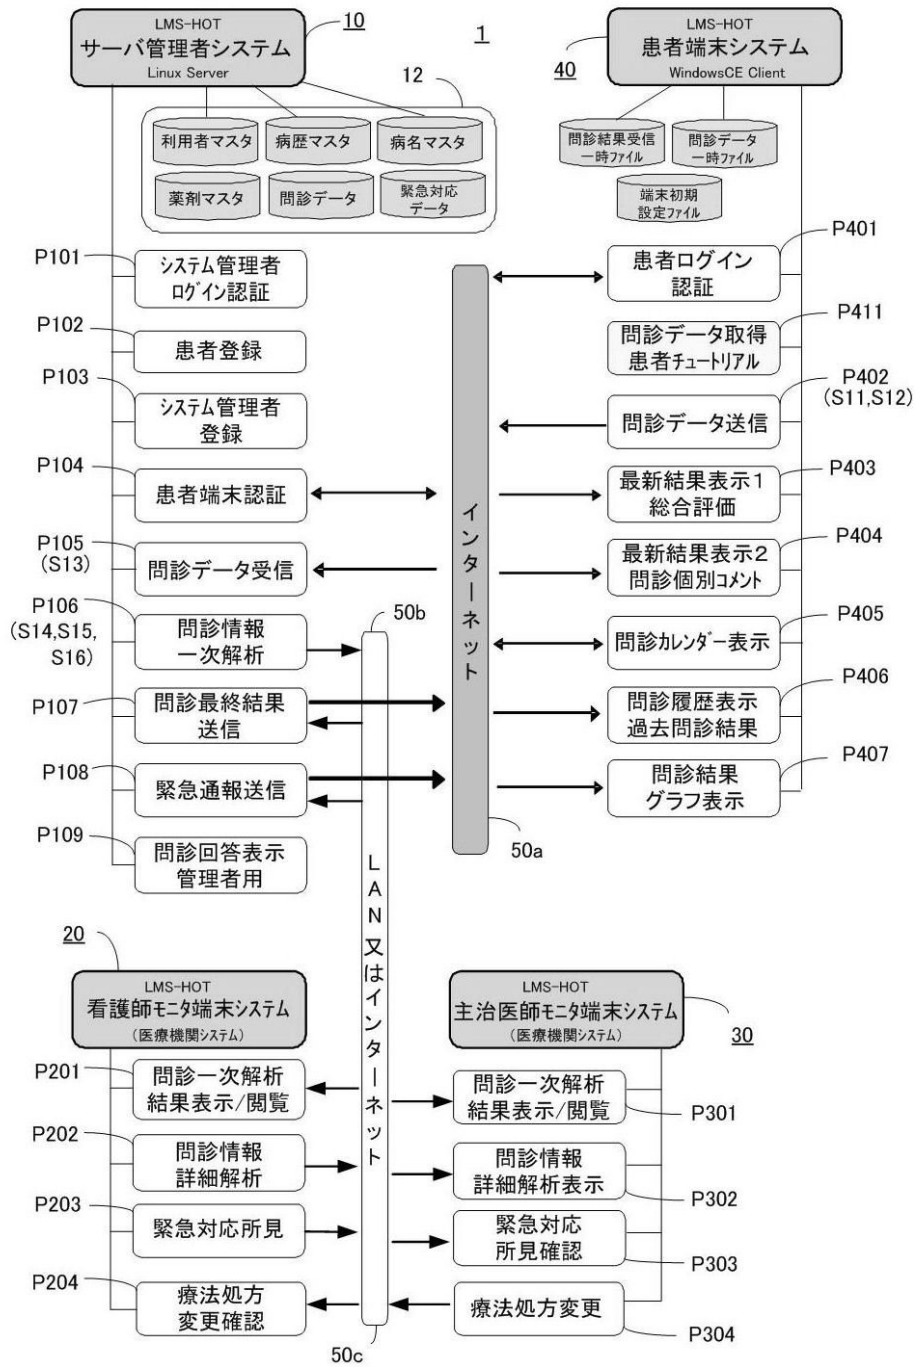 LMS-HOT
サーバ管理者システム
Linux Server
10
1
LMS-HOT
患者端末システム
WindowsCE Client
40
12
利用者マスタ
病歴マスタ
病名マスタ
薬剤マスタ
問診データ
緊急対応
データ
問診結果受信
一時ファイル
問診データ
一時ファイル
端末初期
設定ファイル
P101
システム管理者
ログイン認証
P102
患者登録
P103
システム管理者
登録
P104
患者端末認証
P105
(S13)
問診データ受信
P106
(S14,S15,
S16)
問診情報
一次解析
P107
問診最終結果
送信
P108
緊急通報送信
P109
問診回答表示
管理者用
インターネット
50a
50b
LAN又はインターネット
50c
P401
患者ログイン
認証
P411
問診データ取得
患者チュートリアル
P402
(S11,S12)
問診データ送信
P403
最新結果表示1
総合評価
P404
最新結果表示2
問診個別コメント
P405
問診カレンダー表示
P406
問診履歴表示
過去問診結果
P407
問診結果
グラフ表示
20
LMS-HOT
看護師モニタ端末システム
(医療機関システム)
P201
問診一次解析
結果表示/閲覧
P202
問診情報
詳細解析
P203
緊急対応所見
P204
療法処方
変更確認
LMS-HOT
主治医師モニタ端末システム
(医療機関システム)
30
問診一次解析
結果表示/閲覧
P301
問診情報
詳細解析表示
P302
緊急対応
所見確認
P303
療法処方変更
P304